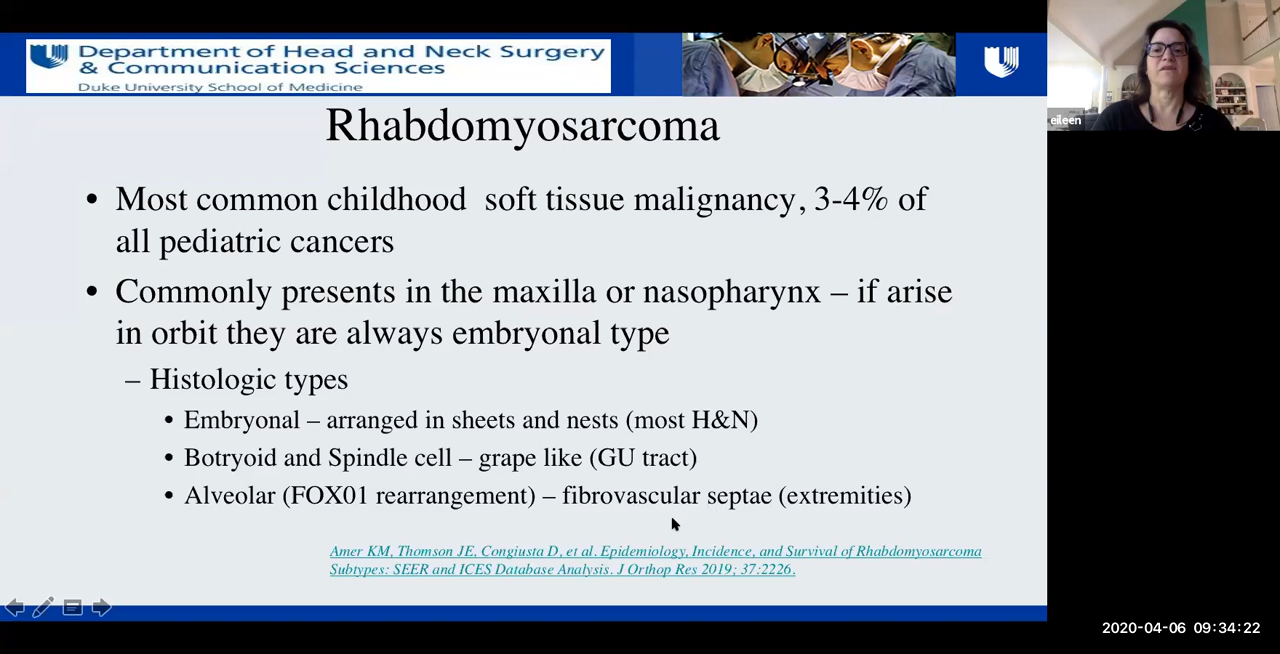 Department of Head and Neck Surgery
& Communication Sciences
Duke University School of Medicine
eileen
Rhabdomyosarcoma
• Most common childhood  soft tissue malignancy, 3-4% of
all pediatric cancers
• Commonly presents in the maxilla or nasopharynx – if arise
in orbit they are always embryonal type
– Histologic types
• Embryonal – arranged in sheets and nests (most H&N)
• Botryoid and Spindle cell – grape like (GU tract)
• Alveolar (FOX01 rearrangement) – fibrovascular septae (extremities)
Amer KM, Thomson JE, Congiusta D, et al. Epidemiology, Incidence, and Survival of Rhabdomyosarcoma
Subtypes: SEER and ICES Database Analysis. J Orthop Res 2019; 37:2226.
2020-04-06 09:34:22